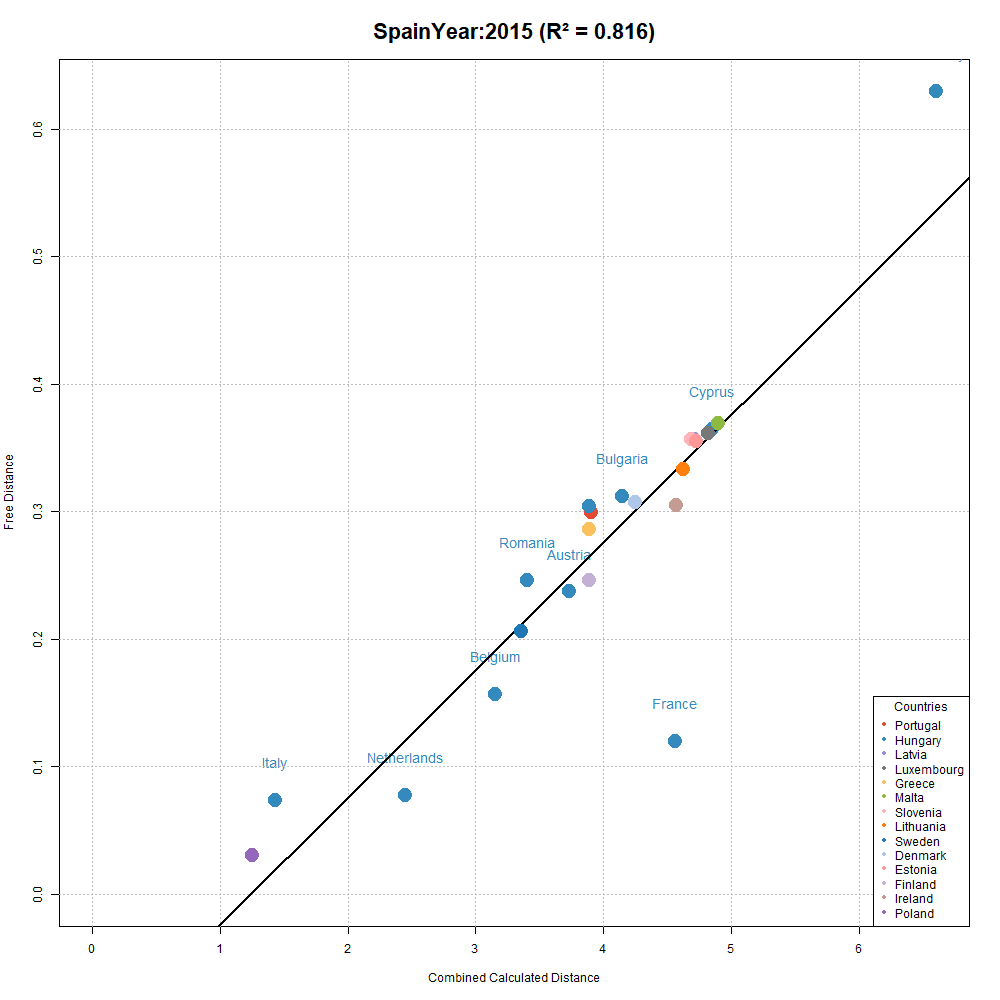 SpainYear:2015 (R² = 0.816)
Free Distance
0.6
0.5
0.4
0.3
0.2
0.1
0.0
Cyprus
Bulgaria
Romania
Austria
Belgium
France
Italy
Netherlands
Countries
Portugal
Hungary
Latvia
Luxembourg
Greece
Malta
Slovenia
Lithuania
Sweden
Denmark
Estonia
Finland
Ireland
Poland
0 1 2 3 4 5 6
Combined Calculated Distance